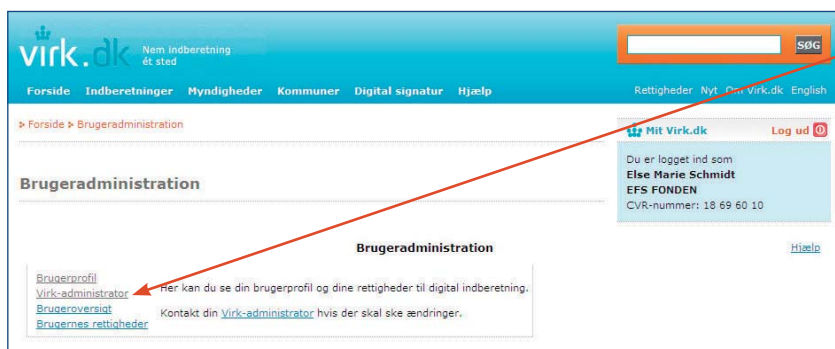 virk.dk Nem indberetning
ét sted
SØG
Forside Indberetninger Myndigheder Kommuner Digital signatur Hjælp
Rettigheder Nyt Om Virk.dk English
Forside Brugeradministration
Mit Virk.dk Log ud
Du er logget ind som
Else Marie Schmidt
EFS FONDEN
CVR-nummer: 18 69 60 10
Brugeradministration
Brugeradministration
Hjælp
Brugerprofil
Virk-administrator
Brugeroversigt
Brugernes rettigheder
Her kan du se din brugerprofil og dine rettigheder til digital indberetning.
Kontakt din Virk-administrator hvis der skal ske ændringer.